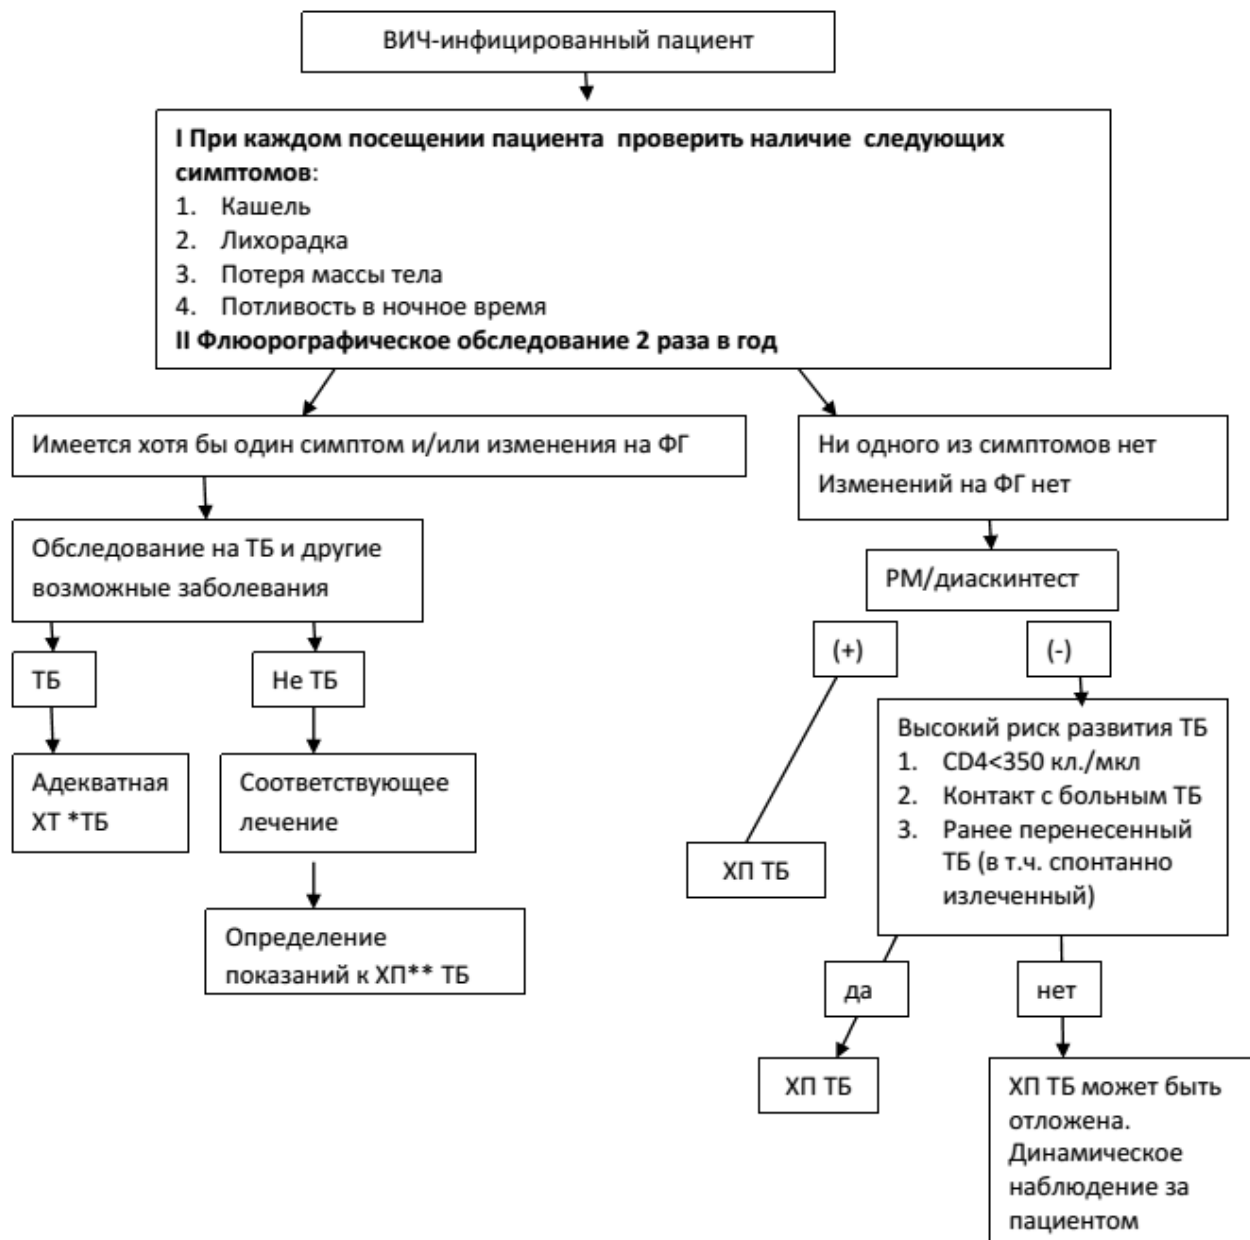 ВИЧ-инфицированный пациент
I При каждом посещении пациента проверить наличие следующих
симптомов:
1. Кашель
2. Лихорадка
3. Потеря массы тела
4. Потливость в ночное время
II Флюорографическое обследование 2 раза в год
Имеется хотя бы один симптом и/или изменения на ФГ
Обследование на ТБ и другие
возможные заболевания
ТБ
Не ТБ
Адекватная
ХТ *ТБ
Соответствующее
лечение
Определение
показаний к ХП** ТБ
Ни одного из симптомов нет
Изменений на ФГ нет
РМ/диаскинтест
(+)
(-)
ХП ТБ
Высокий риск развития ТБ
1. CD4<350 кл./мкл
2. Контакт с больным ТБ
3. Ранее перенесенный
ТБ (в т.ч. спонтанно
излеченный)
да
нет
ХП ТБ
ХП ТБ может быть
отложена.
Динамическое
наблюдение за
пациентом